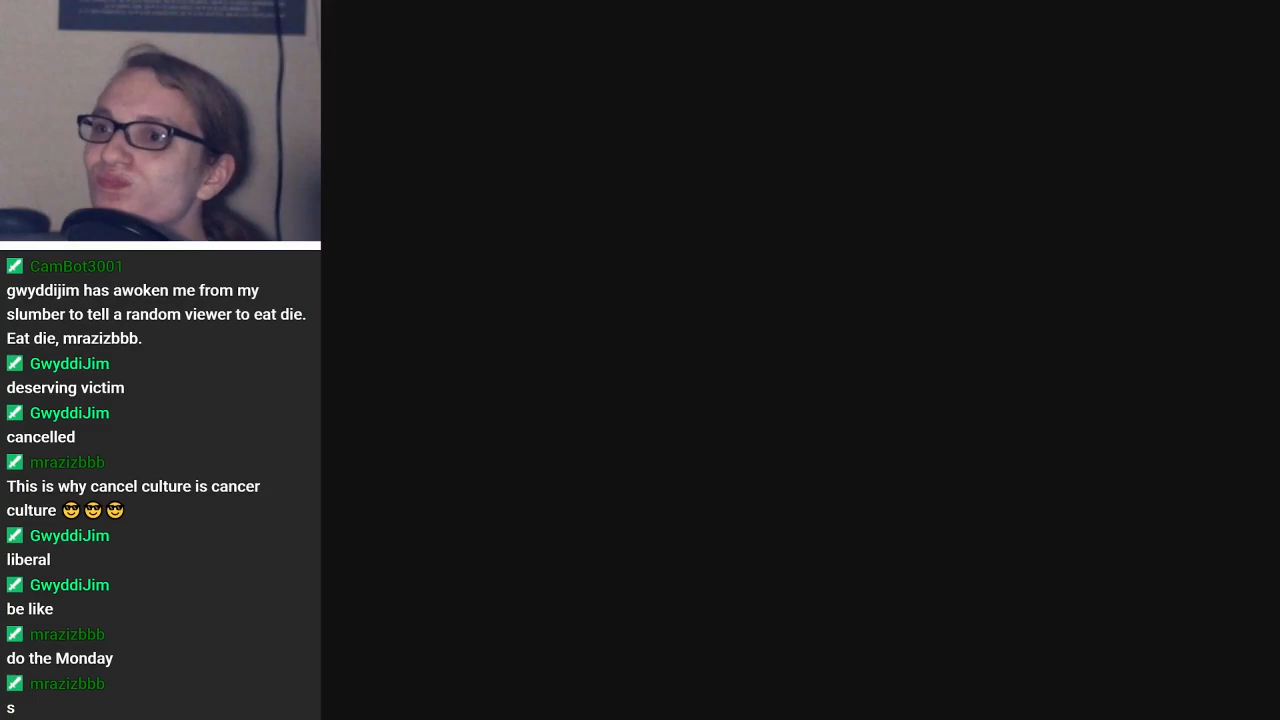 CamBot3001
gwyddijim has awoken me from my
slumber to tell a random viewer to eat die.
Eat die, mrazizbbb.
GwyddiJim
deserving victim
GwyddiJim
cancelled
mrazizbbb
This is why cancel culture is cancer
culture 😎😎😎
GwyddiJim
liberal
GwyddiJim
be like
mrazizbbb
do the Monday
mrazizbbb
s